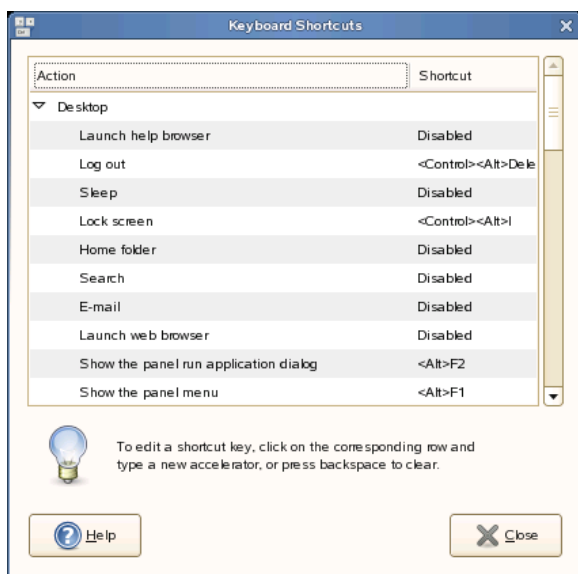 Keyboard Shortcuts
Action Shortcut
Desktop
Launch help browser Disabled
Log out <Control><Alt>Dele
Sleep Disabled
Lock screen <Control><Alt>l
Home folder Disabled
Search Disabled
E-mail Disabled
Launch web browser Disabled
Show the panel run application dialog <Alt>F2
Show the panel menu <Alt>F1
To edit a shortcut key, click on the corresponding row and
type a new accelerator, or press backspace to clear.
Help Close